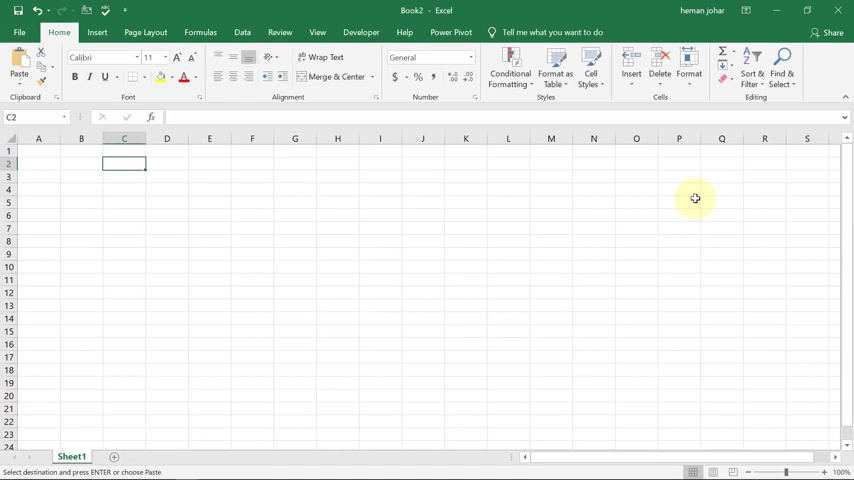 Book2 - Excel
heman johar
File Home Insert Page Layout Formulas Data Review View Developer Help Power Pivot Tell me what you want to do Share
Paste
Calibri 11
B I U
Wrap Text
Merge & Center
General
$ % ,
Conditional Formatting
Format as Table
Cell Styles
Insert Delete Format
Sort & Filter
Find & Select
Clipboard Font Alignment Number Styles Cells Editing
C2
fx
A B C D E F G H I J K L M N O P Q R S
1
2
3
4
5
6
7
8
9
10
11
12
13
14
15
16
17
18
19
20
21
22
23
24
Sheet1
Select destination and press ENTER or choose Paste
100%